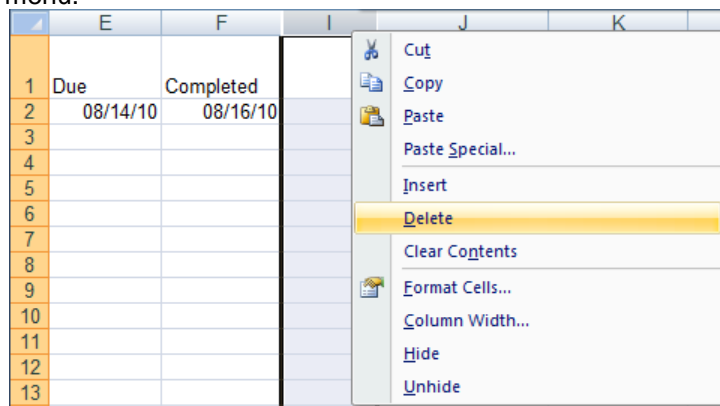 menu.
E F I J K
1 Due Completed
2 08/14/10 08/16/10
3
4
5
6
7
8
9
10
11
12
13
Cut
Copy
Paste
Paste Special...
Insert
Delete
Clear Contents
Format Cells...
Column Width...
Hide
Unhide